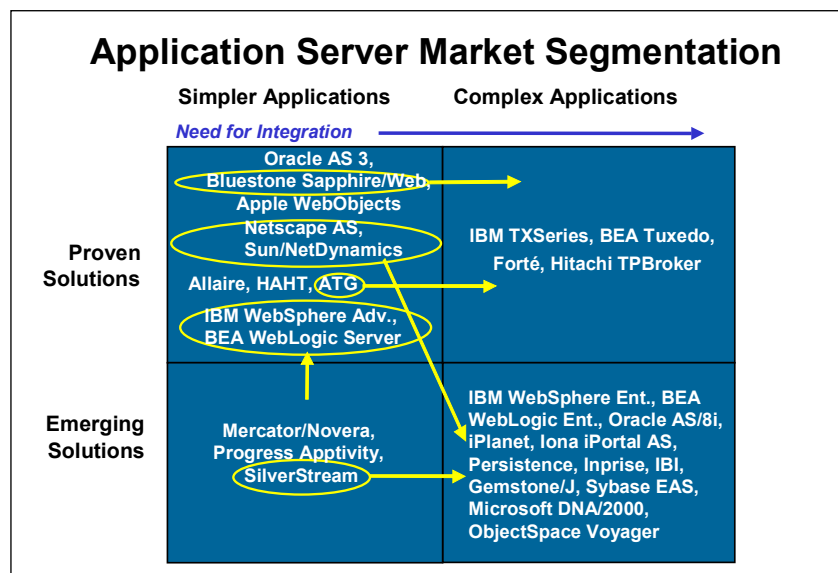 Application Server Market Segmentation
Simpler Applications
Complex Applications
Need for Integration
Proven
Solutions
Oracle AS 3,
Bluestone Sapphire/Web,
Apple WebObjects
Netscape AS,
Sun/NetDynamics
Allaire, HAHT, ATG
IBM WebSphere Adv.,
BEA WebLogic Server
IBM TXSeries, BEA Tuxedo,
Forté, Hitachi TPBroker
Emerging
Solutions
Mercator/Novera,
Progress Apptivity,
SilverStream
IBM WebSphere Ent., BEA
WebLogic Ent., Oracle AS/8i,
iPlanet, Iona iPortal AS,
Persistence, Inprise, IBI,
Gemstone/J, Sybase EAS,
Microsoft DNA/2000,
ObjectSpace Voyager